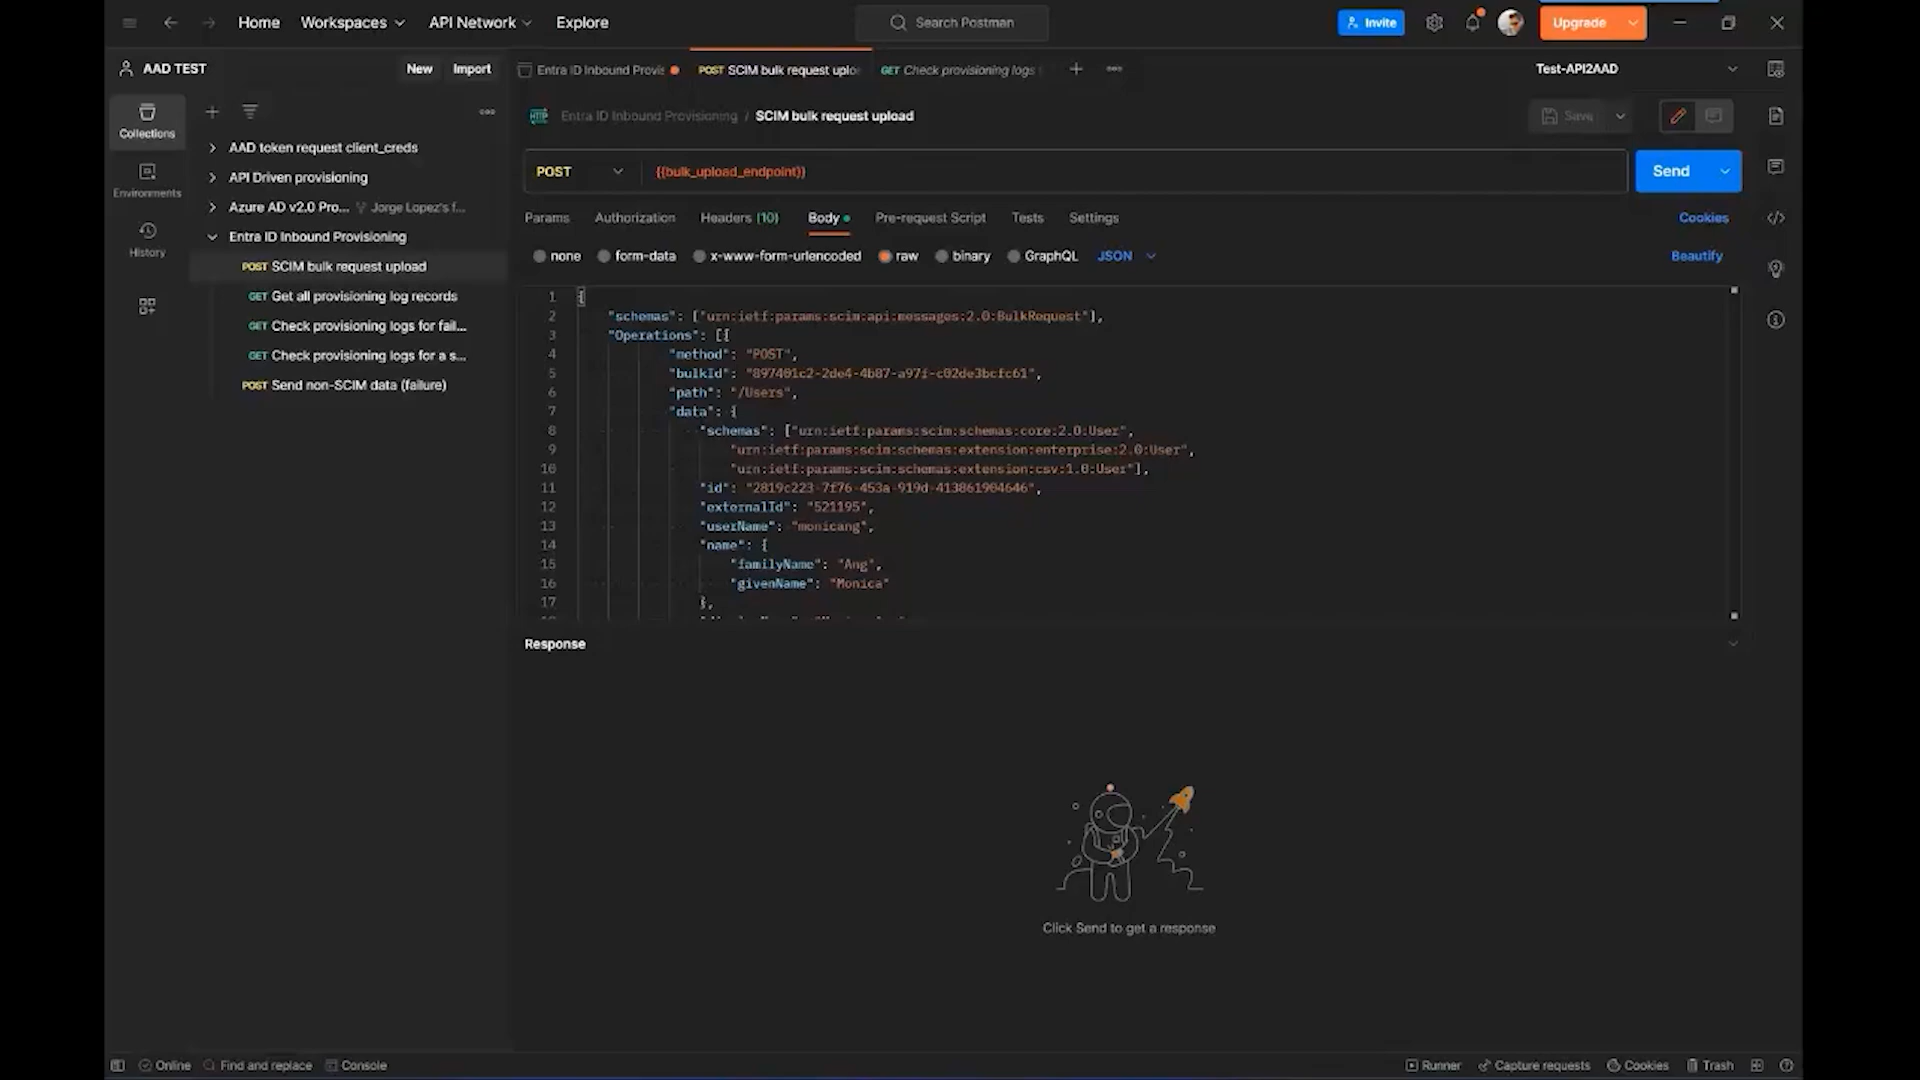 Home Workspaces API Network Explore Search Postman Invite Upgrade
AAD TEST New Import
Entra ID Inbound Provis POST SCIM bulk request uplo GET Check provisioning logs Test-API2AAD
Collections
Environments
History
AAD token request client_creds
API Driven provisioning
Azure AD v2.0 Pro... Jorge Lopez's f...
Entra ID Inbound Provisioning
POST SCIM bulk request upload
GET Get all provisioning log records
GET Check provisioning logs for fail...
GET Check provisioning logs for a s...
POST Send non-SCIM data (failure)
HTTP Entra ID Inbound Provisioning / SCIM bulk request upload Save
POST {{bulk_upload_endpoint}} Send
Params Authorization Headers (10) Body Pre-request Script Tests Settings Cookies
none form-data x-www-form-urlencoded raw binary GraphQL JSON Beautify
1 {
2 "schemas": ["urn:ietf:params:scim:api:messages:2.0:BulkRequest"],
3 "Operations": [{
4 "method": "POST",
5 "bulkId": "897401c2-2de4-4b87-a97f-c02de3bcfc61",
6 "path": "/Users",
7 "data": {
8 "schemas": ["urn:ietf:params:scim:schemas:core:2.0:User",
9 "urn:ietf:params:scim:schemas:extension:enterprise:2.0:User",
10 "urn:ietf:params:scim:schemas:extension:csv:1.0:User"],
11 "id": "2819c223-7f76-453a-919d-413861904646",
12 "externalId": "521195",
13 "userName": "monicang",
14 "name": {
15 "familyName": "Ang",
16 "givenName": "Monica"
17 },
Response
Click Send to get a response
Online Find and replace Console Runner Capture requests Cookies Trash